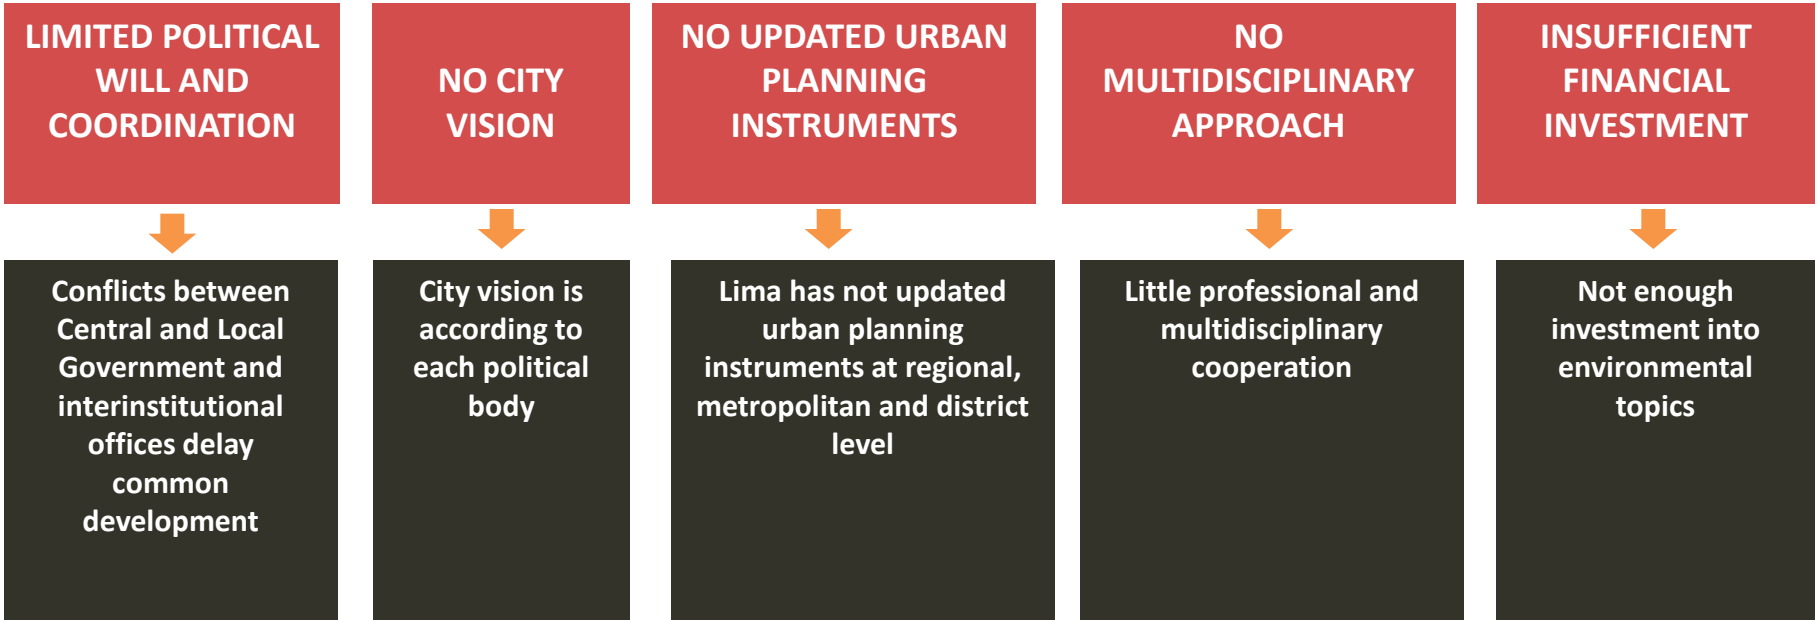 LIMITED POLITICAL
WILL AND
COORDINATION
NO CITY
VISION
NO UPDATED URBAN
PLANNING
INSTRUMENTS
NO
MULTIDISCIPLINARY
APPROACH
INSUFFICIENT
FINANCIAL
INVESTMENT
Conflicts between
Central and Local
Government and
interinstitutional
offices delay
common
development
City vision is
according to
each political
body
Lima has not updated
urban planning
instruments at regional,
metropolitan and district
level
Little professional and
multidisciplinary
cooperation
Not enough
investment into
environmental
topics